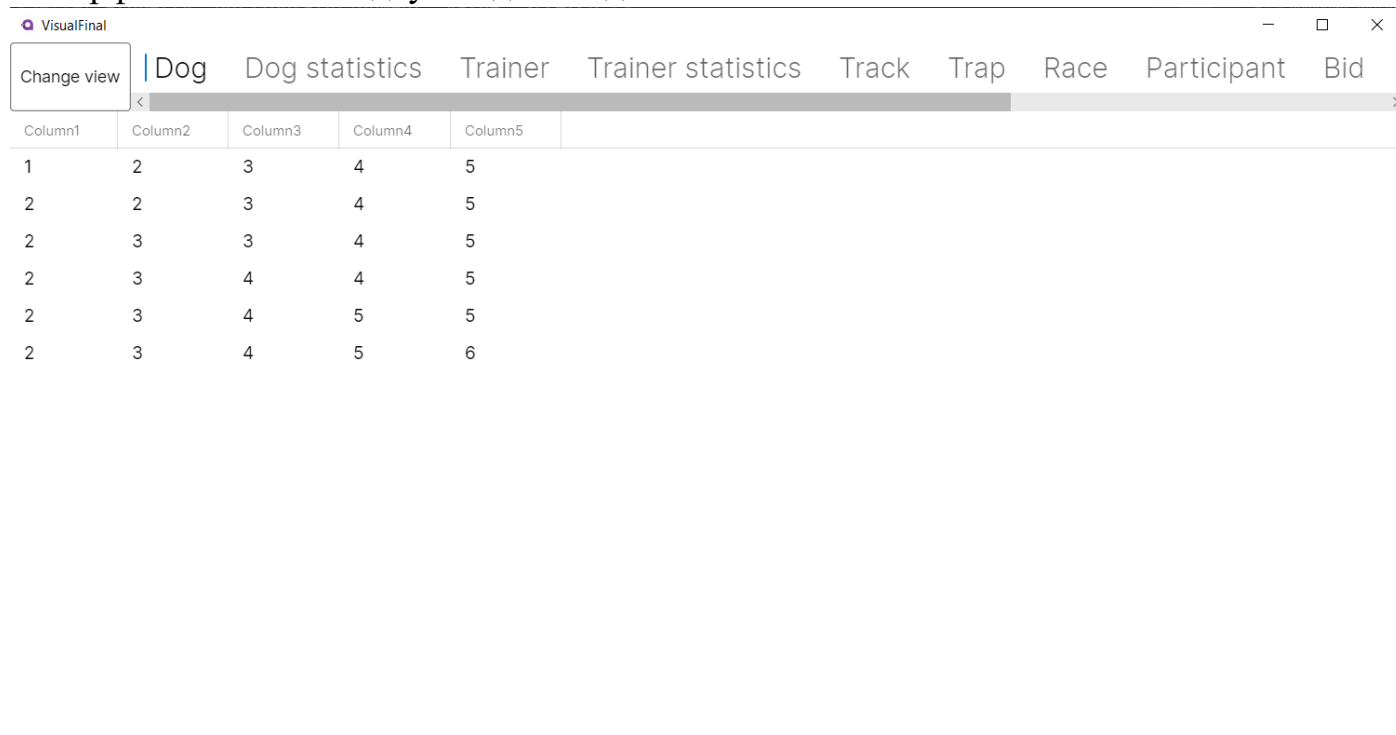 VisualFinal
Change view Dog Dog statistics Trainer Trainer statistics Track Trap Race Participant Bid
Column1 Column2 Column3 Column4 Column5
1 2 3 4 5
2 2 3 4 5
2 3 3 4 5
2 3 4 4 5
2 3 4 5 5
2 3 4 5 6